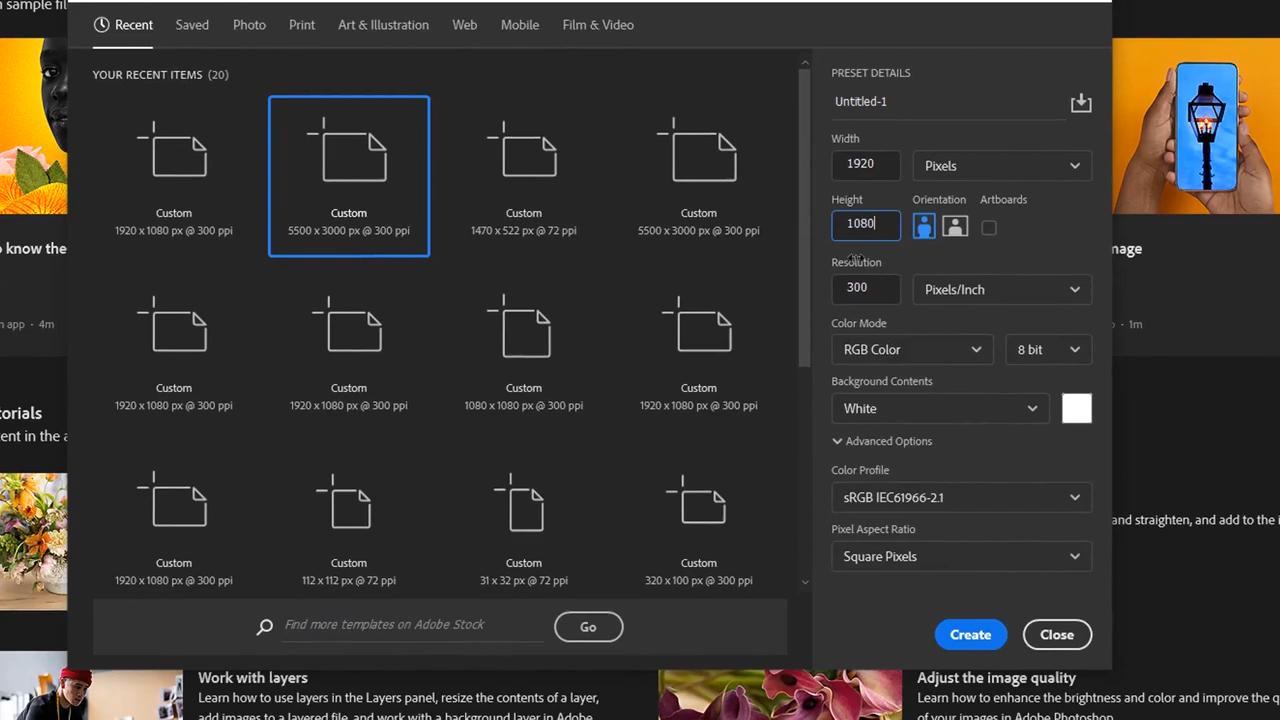 sample fil
Recent Saved Photo Print Art & Illustration Web Mobile Film & Video
YOUR RECENT ITEMS (20)
Custom
1920 x 1080 px @ 300 ppi
Custom
5500 x 3000 px @ 300 ppi
Custom
1470 x 522 px @ 72 ppi
Custom
5500 x 3000 px @ 300 ppi
Custom
1920 x 1080 px @ 300 ppi
Custom
1920 x 1080 px @ 300 ppi
Custom
1080 x 1080 px @ 300 ppi
Custom
1920 x 1080 px @ 300 ppi
Custom
1920 x 1080 px @ 300 ppi
Custom
112 x 112 px @ 72 ppi
Custom
31 x 32 px @ 72 ppi
Custom
320 x 100 px @ 300 ppi
Find more templates on Adobe Stock
Go
PRESET DETAILS
Untitled-1
Width
1920 Pixels
Height Orientation Artboards
1080
Resolution
300 Pixels/Inch
Color Mode
RGB Color 8 bit
Background Contents
White
Advanced Options
Color Profile
sRGB IEC61966-2.1
Pixel Aspect Ratio
Square Pixels
Create Close
o know the
n app • 4m
torials
tent in the a
mage
• 1m
and straighten, and add to the i
Work with layers
Learn how to use layers in the Layers panel, resize the contents of a layer,
add images to a layered file, and work with a background layer in Adobe
Adjust the image quality
Learn how to enhance the brightness and color and improve the q
of your images in Adobe Photoshop.